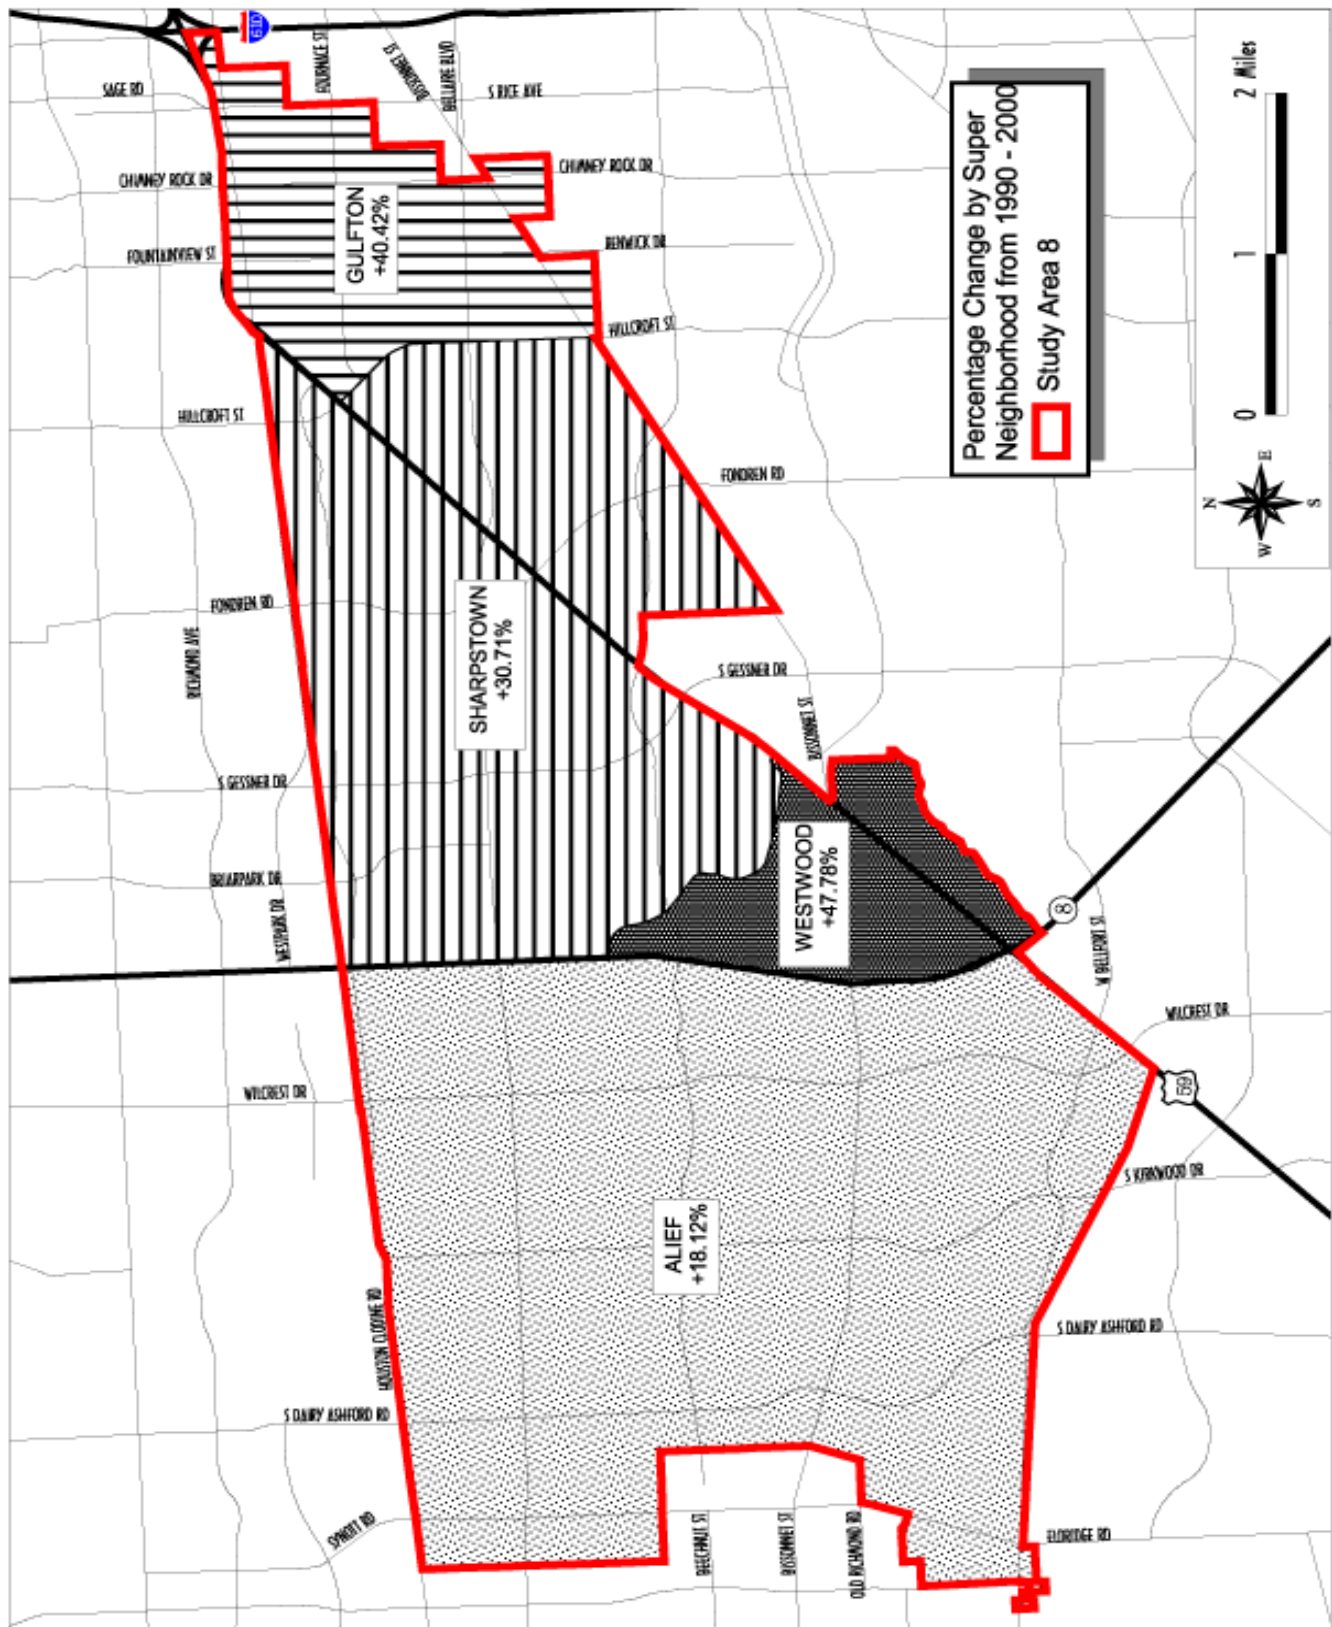 610
SAGE RD
FOURNACE ST
BISSONNET ST
BELLAIRE BLVD
S RICE AVE
CHIMNEY ROCK DR
CHIMNEY ROCK DR
FOUNTAINVIEW ST
GULFTON
+40.42%
RENWICK DR
HILLCROFT ST
HILLCROFT ST
FONDREN RD
FONDREN RD
RICHMOND AVE
SHARPSTOWN
+30.71%
S GESSNER DR
S GESSNER DR
BISSONNET ST
BRIARPARK DR
WESTPARK DR
WESTWOOD
+47.78%
8
W BELLFORT ST
WILCREST DR
WILCREST DR
59
S KIRKWOOD DR
ALIEF
+18.12%
HOUSTON CLODINE RD
S DAIRY ASHFORD RD
S DAIRY ASHFORD RD
SYNOTT RD
BEECHNUT ST
BISSONNET ST
OLD RICHMOND RD
ELDRIDGE RD
Percentage Change by Super
Neighborhood from 1990 - 2000
Study Area 8
N
W E
S
0 1 2 Miles